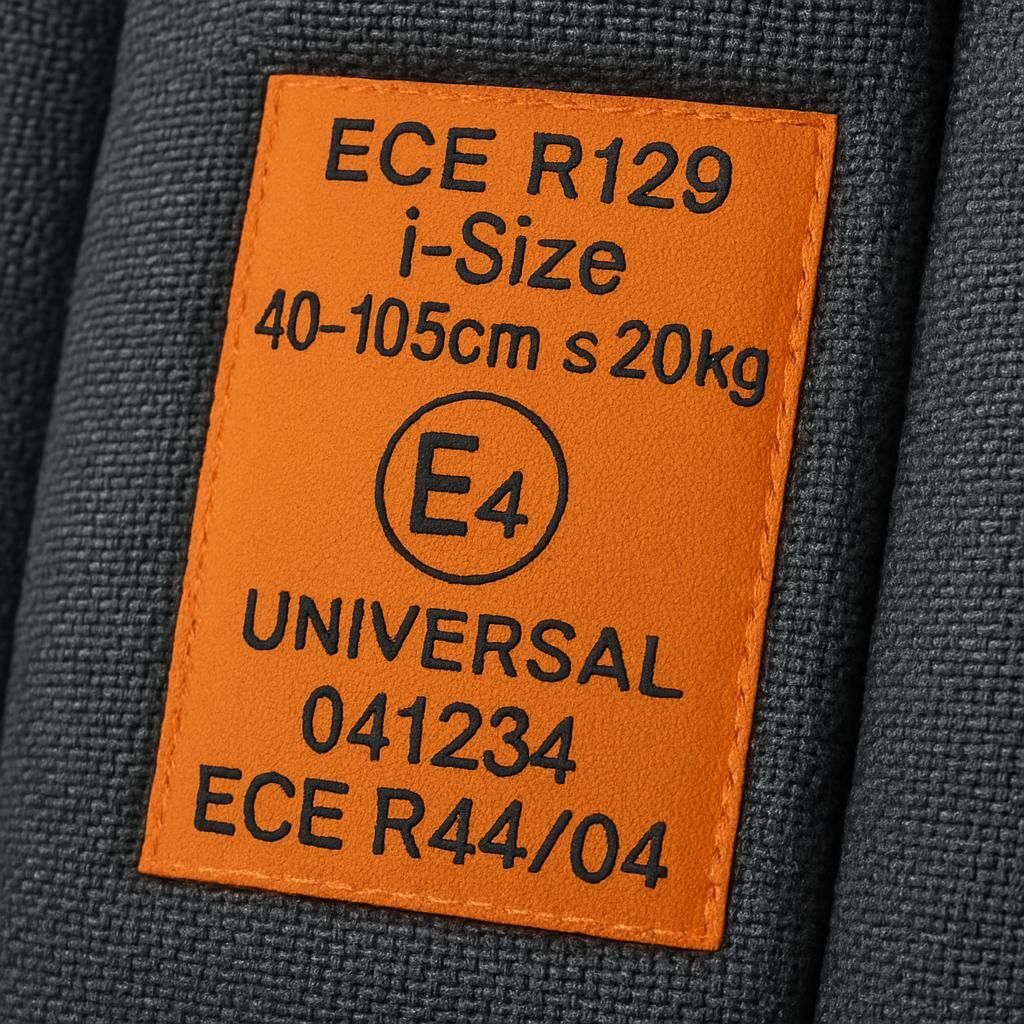 ECE R129
i-Size
40-105cm s 20kg
E4
UNIVERSAL
041234
ECE R44/04